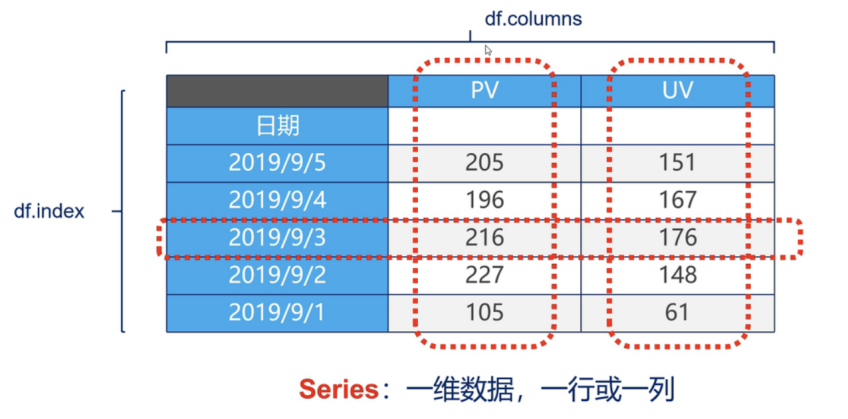 df.columns
PV UV
日期
2019/9/5 205 151
2019/9/4 196 167
df.index
2019/9/3 216 176
2019/9/2 227 148
2019/9/1 105 61
Series：一维数据，一行或一列